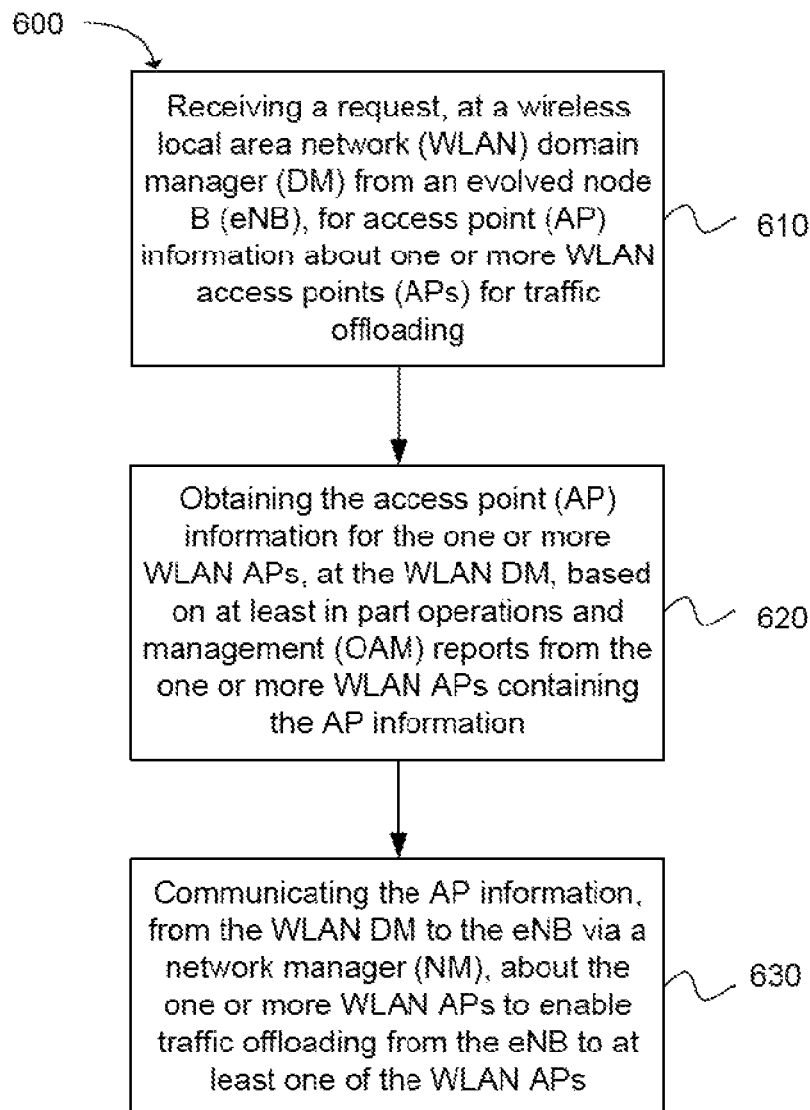 600
Receiving a request, at a wireless
local area network (WLAN) domain
manager (DM) from an evolved node
B (eNB), for access point (AP)
information about one or more WLAN
access points (APs) for traffic
offloading
610
Obtaining the access point (AP)
information for the one or more
WLAN APs, at the WLAN DM, based
on at least in part operations and
management (OAM) reports from the
one or more WLAN APs containing
the AP information
620
Communicating the AP information,
from the WLAN DM to the eNB via a
network manager (NM), about the
one or more WLAN APs to enable
traffic offloading from the eNB to at
least one of the WLAN APs
630